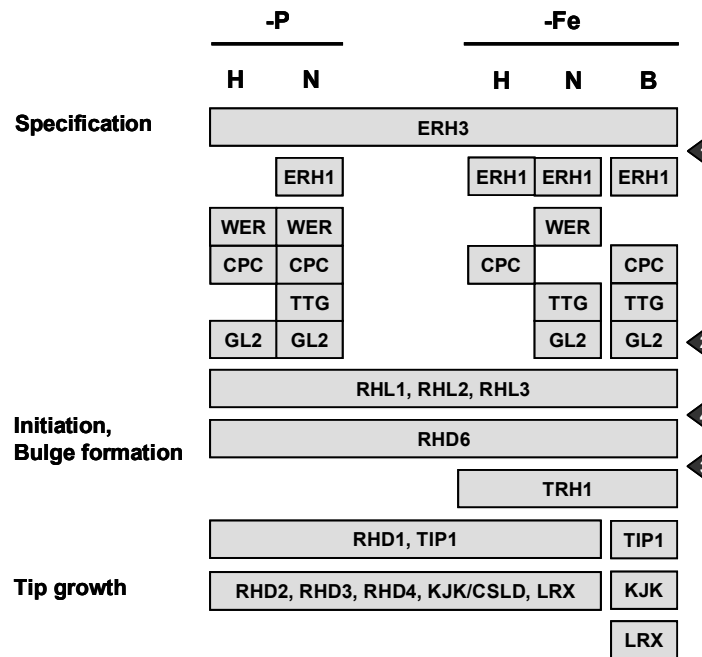 -P -Fe
H N H N B
Specification
ERH3
ERH1 ERH1 ERH1 ERH1
WER WER WER
CPC CPC CPC CPC
TTG TTG TTG
GL2 GL2 GL2 GL2
RHL1, RHL2, RHL3
Initiation,
Bulge formation
RHD6
TRH1
RHD1, TIP1 TIP1
Tip growth
RHD2, RHD3, RHD4, KJK/CSLD, LRX KJK
LRX